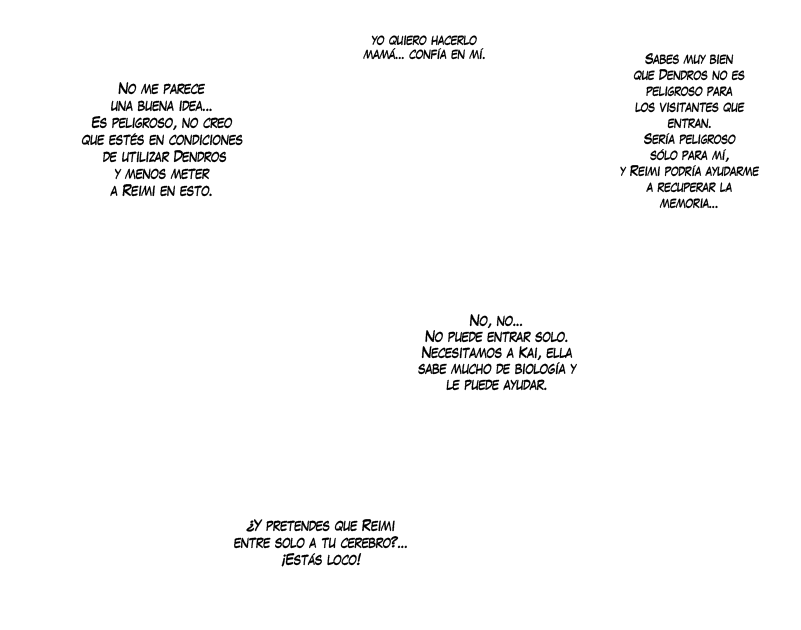 No me parece
una buena idea...
Es peligroso, no creo
que estés en condiciones
de utilizar Dendros
y menos meter
a Reimi en esto.
yo quiero hacerlo
mamá... confía en mí.
Sabes muy bien
que Dendros no es
peligroso para
los visitantes que
entran.
Sería peligroso
sólo para mí,
y Reimi podría ayudarme
a recuperar la
memoria...
¿Y pretendes que Reimi
entre solo a tu cerebro?...
¡Estás loco!
No, no...
No puede entrar solo.
Necesitamos a Kai, ella
sabe mucho de biología y
le puede ayudar.